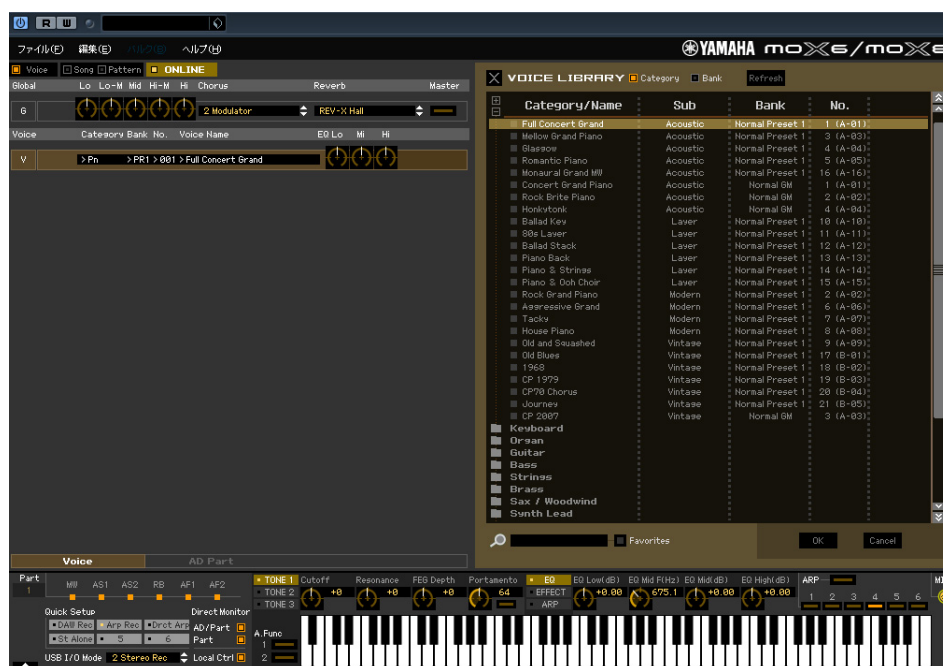 R W
ファイル(F) 編集(E) バルク(B) ヘルプ(H) YAMAHA moX6/moX8
Voice Song Pattern ONLINE
Global Lo Lo-M Mid Hi-M Hi Chorus Reverb Master
G 2 Modulator REV-X Hall
Voice Category Bank No. Voice Name EQ Lo Mi Hi
V >Pn >PR1 >001 >Full Concert Grand
VOICE LIBRARY Category Bank Refresh
Category/Name Sub Bank No.
Full Concert Grand Acoustic Normal Preset 1 1 (A-01)
Mellow Grand Piano Acoustic Normal Preset 1 3 (A-03)
Glasgow Acoustic Normal Preset 1 4 (A-04)
Romantic Piano Acoustic Normal Preset 1 5 (A-05)
Monaural Grand MW Acoustic Normal Preset 1 16 (A-16)
Concert Grand Piano Acoustic Normal GM 1 (A-01)
Rock Brite Piano Acoustic Normal GM 2 (A-02)
Honkytonk Acoustic Normal GM 4 (A-04)
Ballad Key Layer Normal Preset 1 10 (A-10)
80s Layer Layer Normal Preset 1 11 (A-11)
Ballad Stack Layer Normal Preset 1 12 (A-12)
Piano Back Layer Normal Preset 1 13 (A-13)
Piano & Strings Layer Normal Preset 1 14 (A-14)
Piano & Ooh Choir Layer Normal Preset 1 15 (A-15)
Rock Grand Piano Modern Normal Preset 1 2 (A-02)
Aggressive Grand Modern Normal Preset 1 6 (A-06)
Tacky Modern Normal Preset 1 7 (A-07)
House Piano Modern Normal Preset 1 8 (A-08)
Old and Squashed Vintage Normal Preset 1 9 (A-09)
Old Blues Vintage Normal Preset 1 17 (B-01)
1968 Vintage Normal Preset 1 18 (B-02)
CP 1979 Vintage Normal Preset 1 19 (B-03)
CP70 Chorus Vintage Normal Preset 1 20 (B-04)
Journey Vintage Normal Preset 1 21 (B-05)
CP 2007 Vintage Normal GM 3 (A-03)
Keyboard
Organ
Guitar
Bass
Strings
Brass
Sax / Woodwind
Synth Lead
Favorites OK Cancel
Voice AD Part
Part MW AS1 AS2 RB AF1 AF2
1
Quick Setup Direct Monitor
DAW Rec Arp Rec Drct Arp AD/Part
St Alone 5 6 Part
USB I/O Mode 2 Stereo Rec Local Ctrl
TONE 1 Cutoff Resonance FEG Depth Portamento EQ EQ Low(dB) EQ Mid F(Hz) EQ Mid(dB) EQ High(dB) ARP
TONE 2 +0 +0 +0 64 EFFECT +0.00 675.1 +0.00 +0.00
TONE 3 ARP 1 2 3 4 5 6
A.Func
1
2